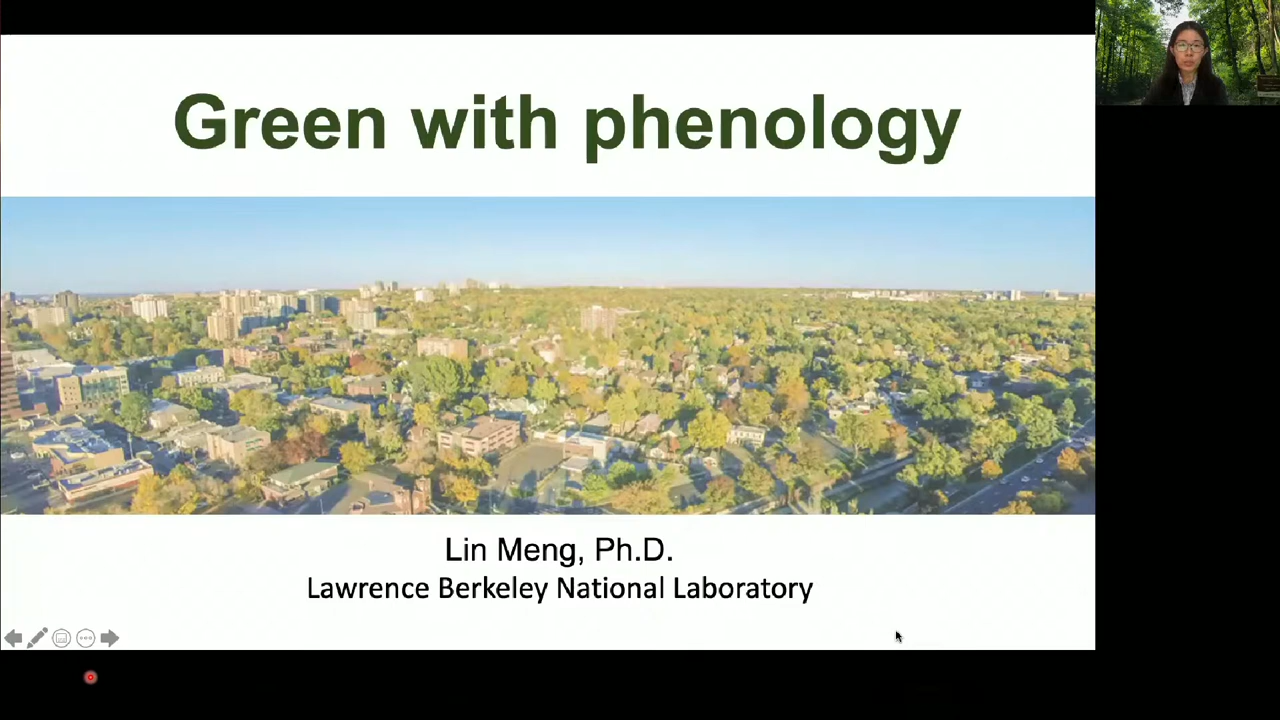 Green with phenology
Lin Meng, Ph.D.
Lawrence Berkeley National Laboratory